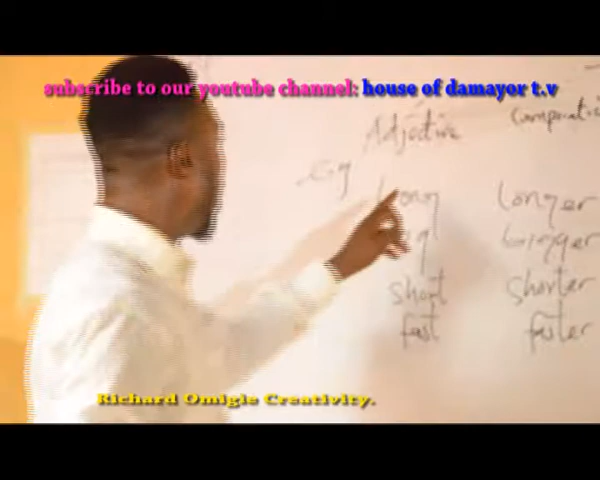 subscribe to our youtube channel: house of damayor t.v
Adjective
Eg
long longer
bigger
short shorter
fast faster
Richard Omigie Creativity.